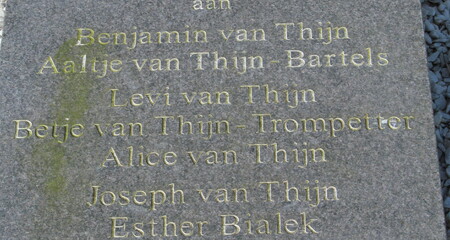 aan
Benjamin van Thijn
Aaltje van Thijn-Bartels
Levi van Thijn
Betje van Thijn-Trompetter
Alice van Thijn
Joseph van Thijn
Esther Bialek